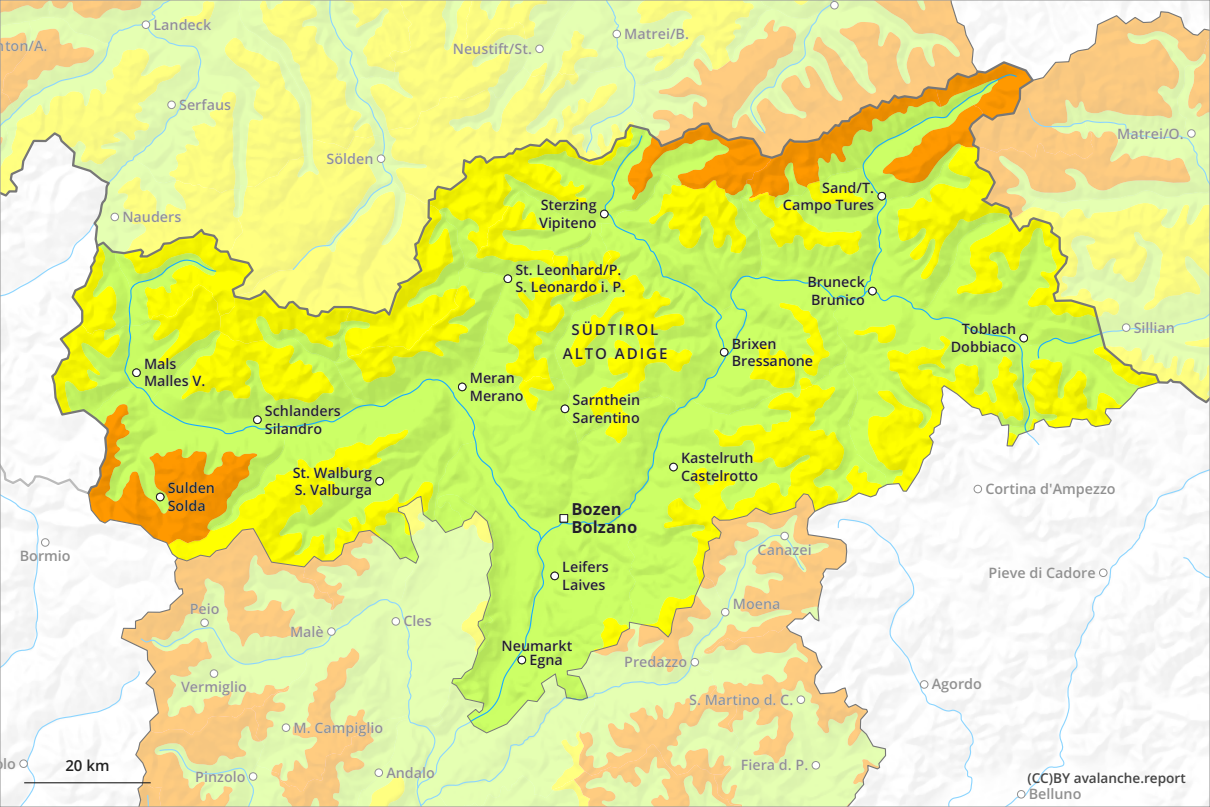 Landeck
Matrei/B.
Neustift/St.
nton/A.
Serfaus
Matrei/O.
Sölden
Sand/T.
Campo Tures
Sterzing
Vipiteno
Nauders
St. Leonhard/P.
S. Leonardo i. P.
Bruneck
Brunico
SÜDTIROL
ALTO ADIGE
Toblach
Dobbiaco
Sillian
Brixen
Bressanone
Mals
Malles V.
Meran
Merano
Sarnthein
Sarentino
Schlanders
Silandro
Kastelruth
Castelrotto
St. Walburg
S. Valburga
Sulden
Solda
Cortina d'Ampezzo
Bozen
Bolzano
Bormio
Canazei
Leifers
Laives
Pieve di Cadore
Peio
Moena
Cles
Malè
Neumarkt
Egna
Predazzo
Vermiglio
Agordo
S. Martino d. C.
M. Campiglio
olo
20 km
Pinzolo
Andalo
Fiera d. P.
(CC)BY avalanche.report
Belluno